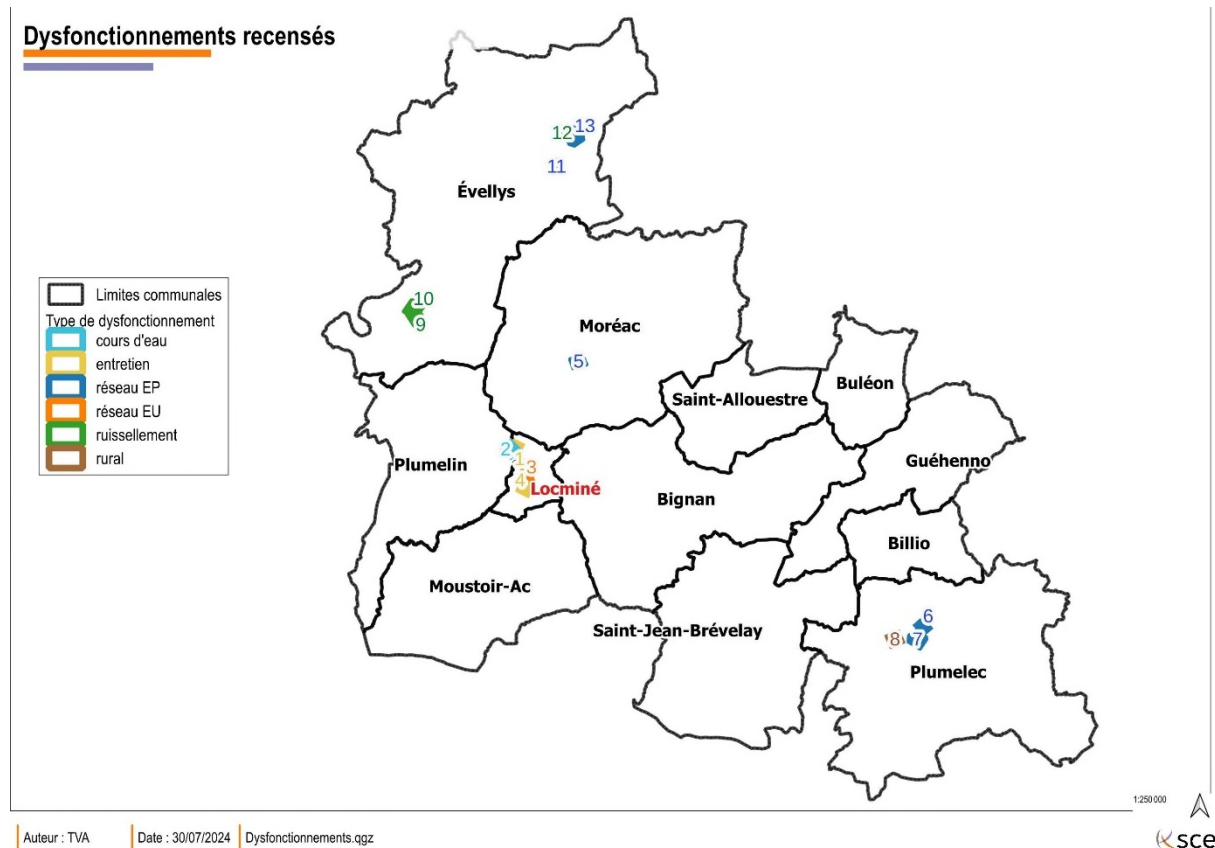 Dysfonctionnements recensés
12 13
11
Évellys
Limites communales
Type de dysfonctionnement
cours d'eau
entretien
réseau EP
réseau EU
ruissellement
rural
10
9
Moréac
5
Saint-Allouestre
Buléon
Guéhenno
Plumelin
2
1
3
4
Locminé
Bignan
Billio
Moustoir-Ac
Saint-Jean-Brévelay
6
8 7
Plumelec
1:250 000
Auteur : TVA
Date : 30/07/2024
Dysfonctionnements.qgz
sce